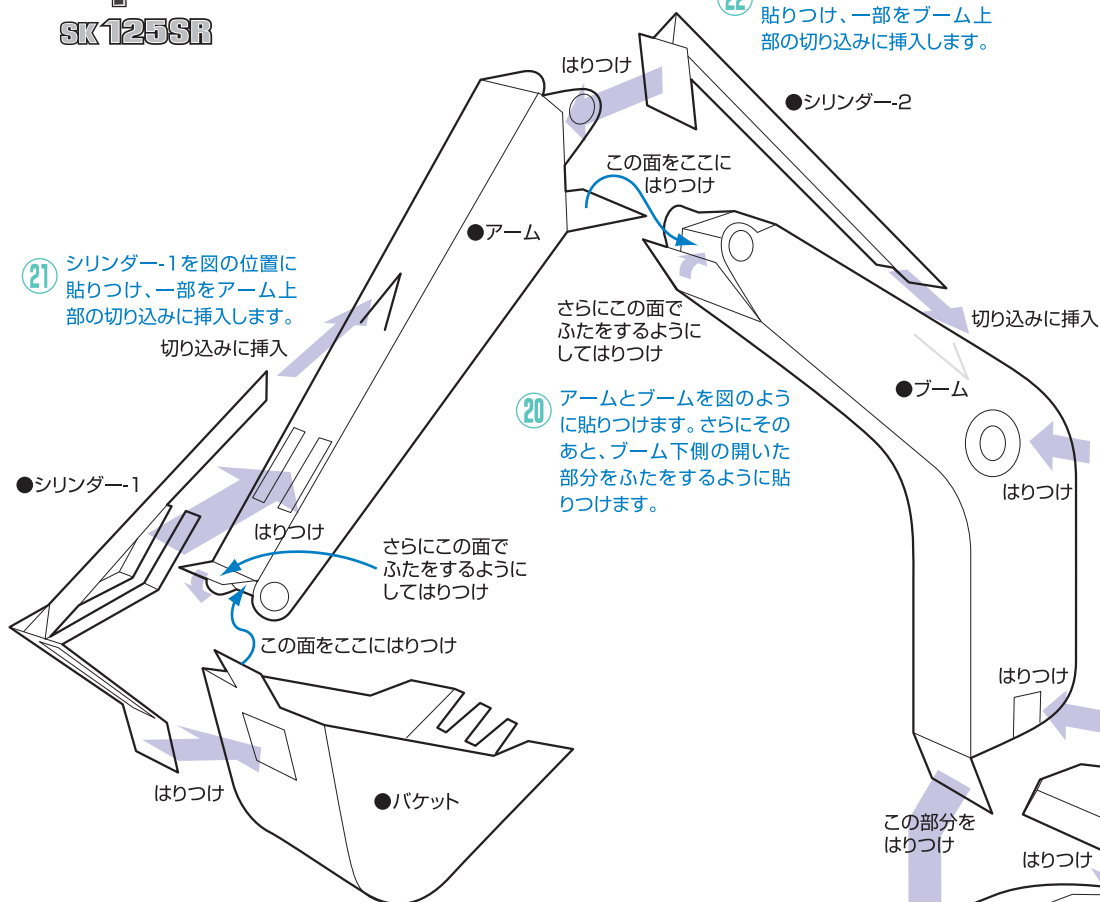 SK125SR
22
貼りつけ、一部をブーム上
部の切り込みに挿入します。
はりつけ
●シリンダー-2
この面をここに
はりつけ
●アーム
21
シリンダー-1を図の位置に
貼りつけ、一部をアーム上
部の切り込みに挿入します。
切り込みに挿入
さらにこの面で
ふたをするように
してはりつけ
切り込みに挿入
●ブーム
20
アームとブームを図のよう
に貼りつけます。さらにその
あと、ブーム下側の開いた
部分をふたをするように貼
りつけます。
●シリンダー-1
はりつけ
はりつけ
さらにこの面で
ふたをするように
してはりつけ
この面をここにはりつけ
はりつけ
はりつけ
●バケット
この部分を
はりつけ
はりつけ